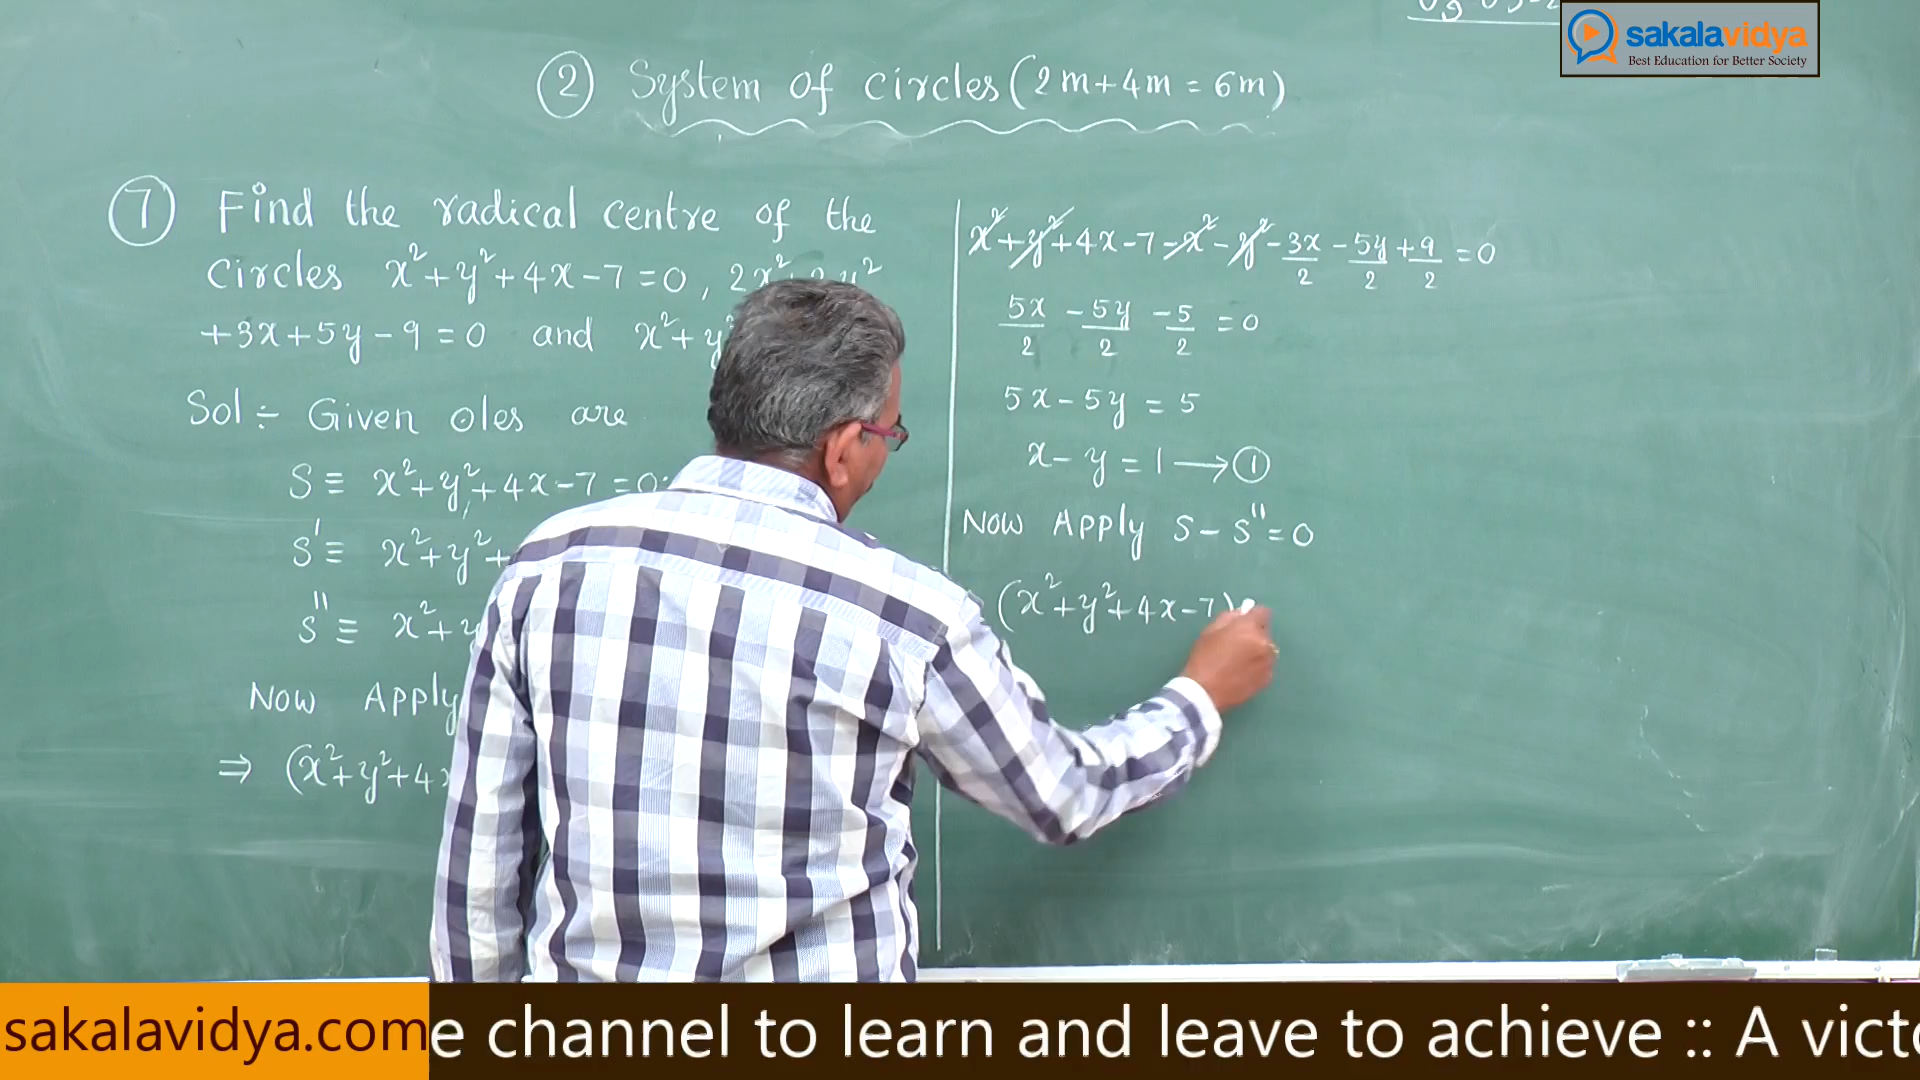 sakalavidya
Best Education for Better Society
② System of circles (2m+4m = 6m)
⑦ Find the radical centre of the
circles x²+y²+4x-7=0, 2x²+2y²
+3x+5y-9=0 and x²+y²
Sol÷ Given oles are
S≡ x²+y²+4x-7=0
S'≡ x²+y²+
S''≡ x²+y
Now Apply
⇒ (x²+y²+4x
x²+y²+4x-7-x²-y²-3x/2-5y/2+9/2=0
5x/2 -5y/2 -5/2 =0
5x-5y=5
x-y=1→①
Now Apply S-S''=0
(x²+y²+4x-7)
sakalavidya.com
e channel to learn and leave to achieve :: A victo